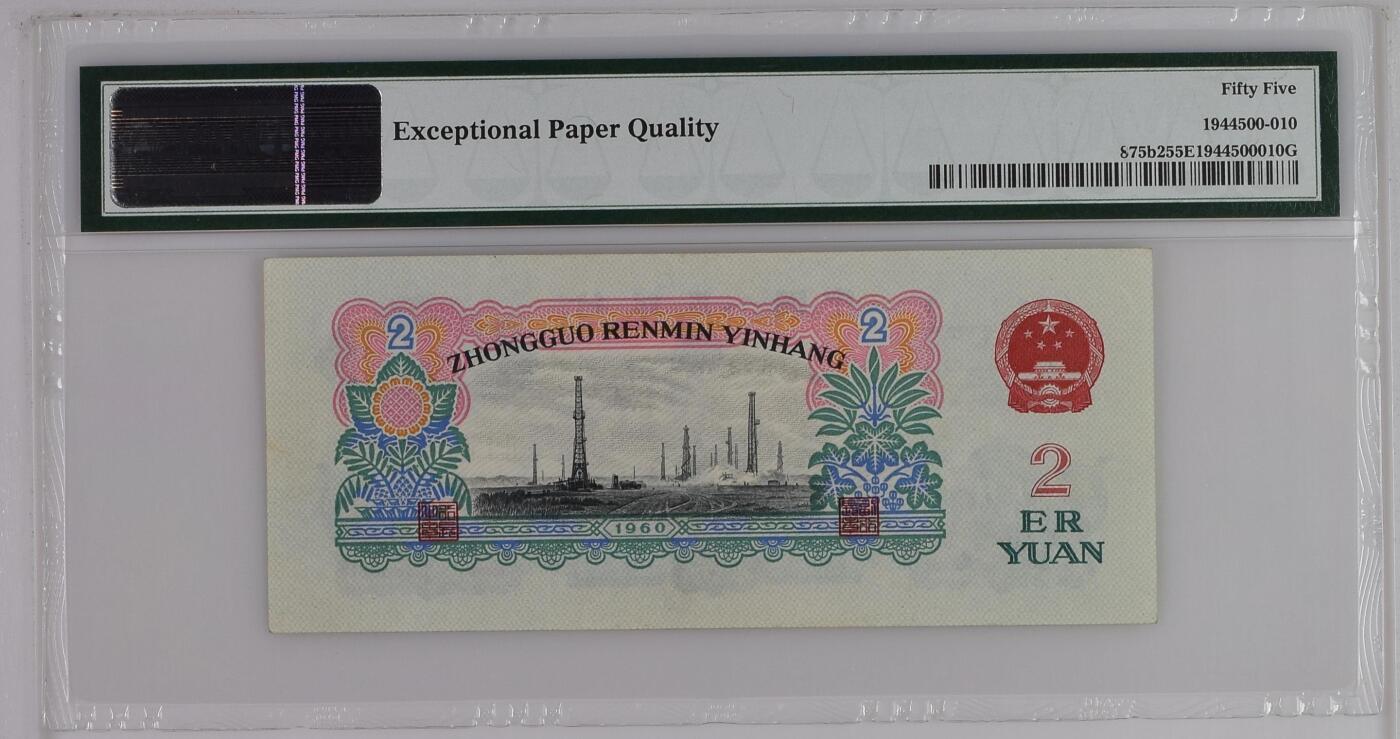 Fifty Five
Exceptional Paper Quality
1944500-010
875b255E1944500010G
2
2
ZHONGGUO RENMIN YINHANG
1960
2
ER
YUAN